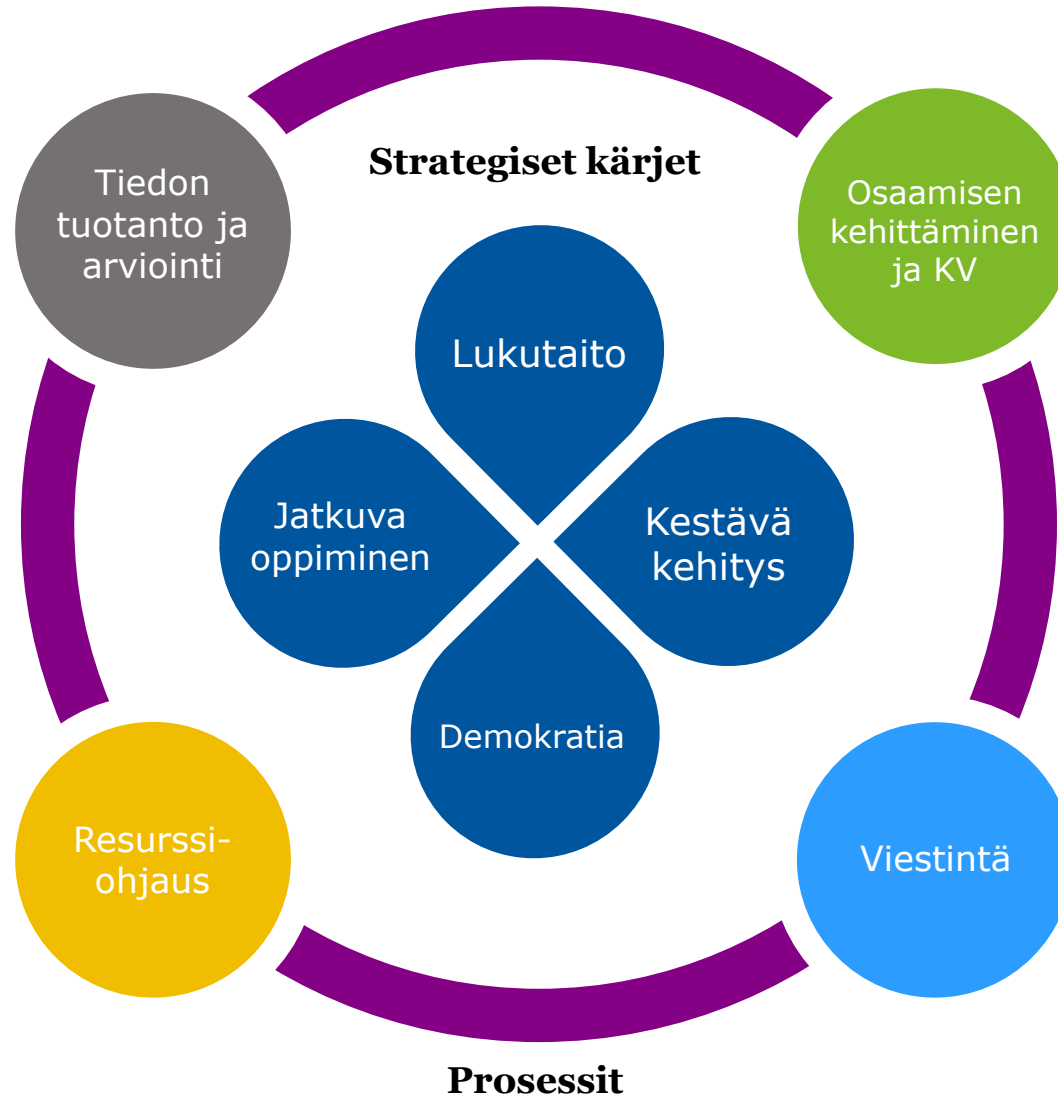 Strategiset kärjet
Tiedon
tuotanto ja
arviointi
Osaamisen
kehittäminen
ja KV
Lukutaito
Jatkuva
oppiminen
Kestävä
kehitys
Demokratia
Resurssi-
ohjaus
Viestintä
Prosessit